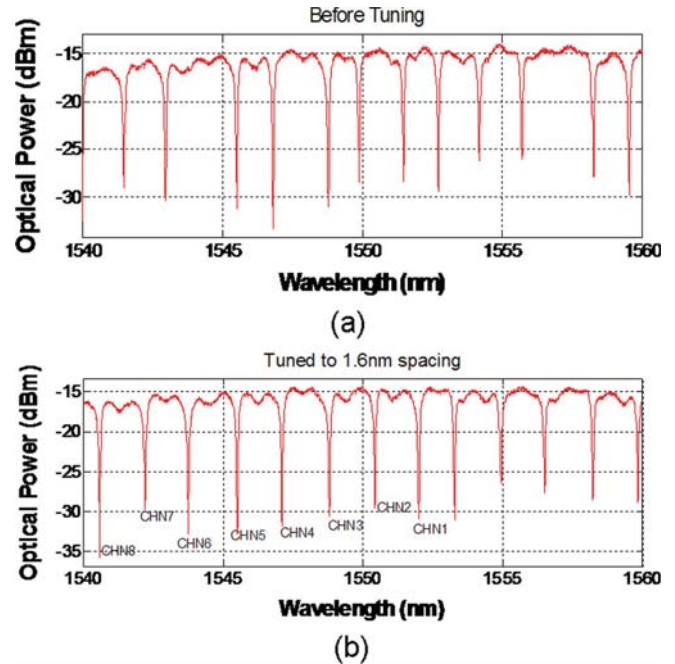 Before Tuning
Optical Power (dBm)
-15
-20
-25
-30
1540
1545
1550
1555
1560
Wavelength (nm)
(a)
Tuned to 1.6nm spacing
Optical Power (dBm)
-15
-20
-25
-30
-35
CHN8
CHN7
CHN6
CHN5
CHN4
CHN3
CHN2
CHN1
1540
1545
1550
1555
1560
Wavelength (nm)
(b)